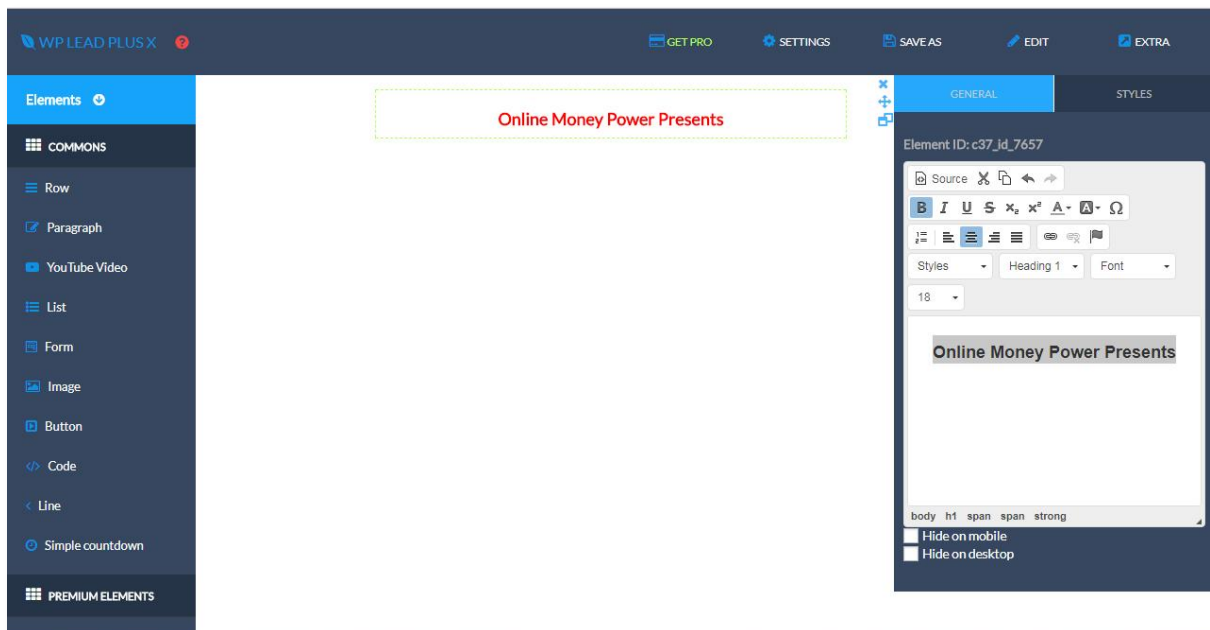 WP LEAD PLUS X ?
GET PRO
SETTINGS
SAVE AS
EDIT
EXTRA
Elements
COMMONS
Row
Paragraph
YouTube Video
List
Form
Image
Button
Code
Line
Simple countdown
PREMIUM ELEMENTS
Online Money Power Presents
GENERAL
STYLES
Element ID: c37_id_7657
Source
B I U S x₂ x² A A Ω
Styles Heading 1 Font
18
Online Money Power Presents
body h1 span span strong
Hide on mobile
Hide on desktop